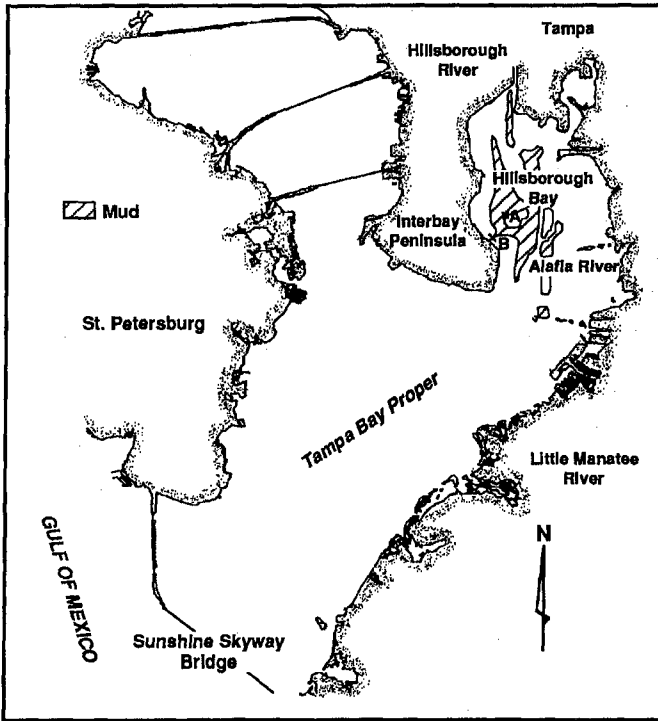 Tampa
Hillsborough
River
Hillsborough
Bay
Mud
A
B
Interbay
Peninsula
Alafia River
St. Petersburg
Tampa Bay Proper
Little Manatee
River
GULF OF MEXICO
N
Sunshine Skyway
Bridge